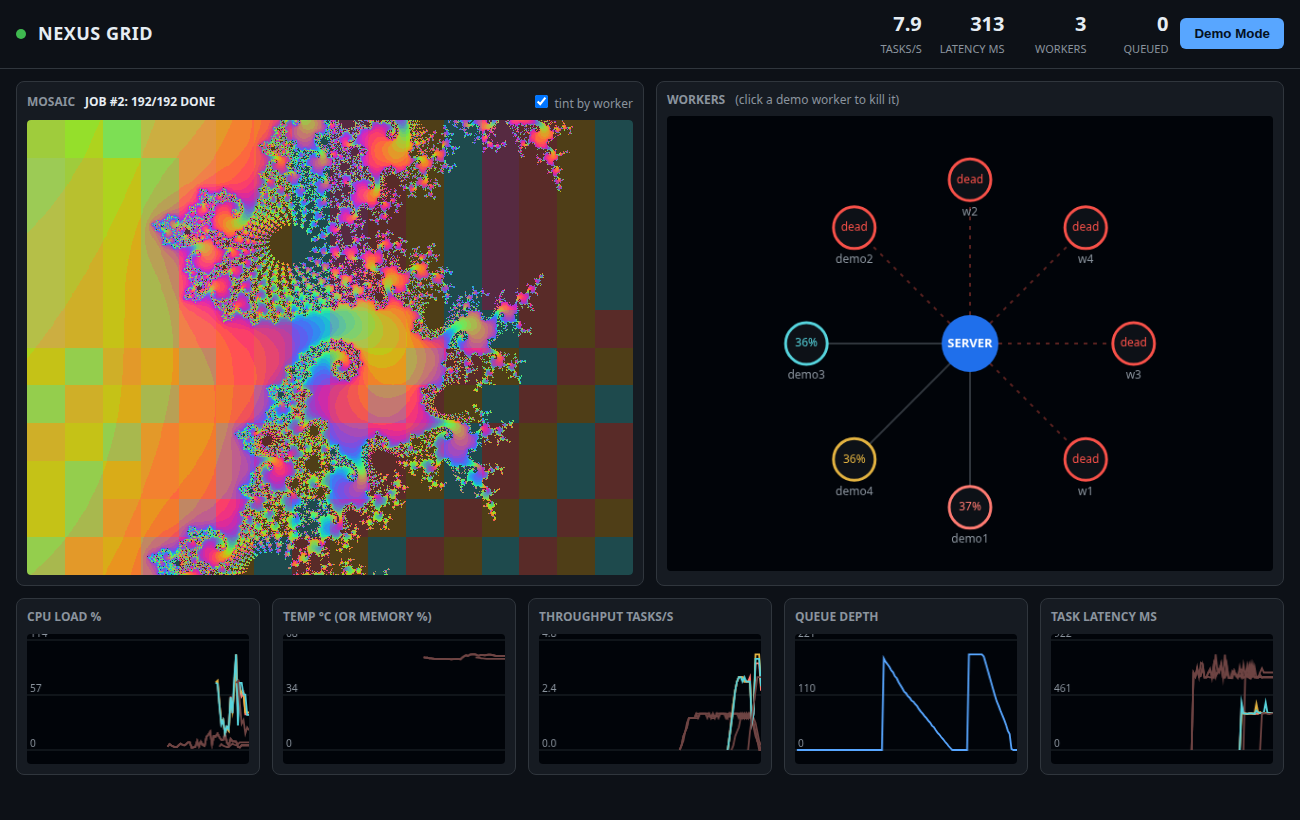 NEXUS GRID
7.9 313 3 0
TASKS/S LATENCY MS WORKERS QUEUED
Demo Mode
MOSAIC JOB #2: 192/192 DONE
tint by worker
WORKERS (click a demo worker to kill it)
dead
w2
dead
demo2
dead
w4
36%
demo3
SERVER
dead
w3
36%
demo4
dead
w1
37%
demo1
CPU LOAD %
57
0
TEMP °C (OR MEMORY %)
34
0
THROUGHPUT TASKS/S
2.4
0.0
QUEUE DEPTH
110
0
TASK LATENCY MS
461
0